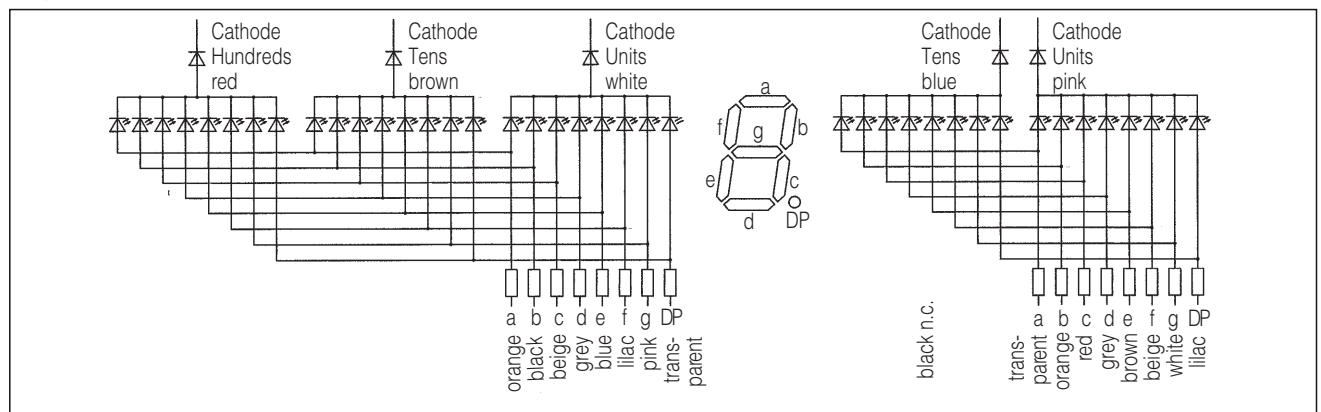 Cathode
Hundreds
red
Cathode
Tens
brown
Cathode
Units
white
a
f
b
g
e
c
d
DP
Cathode
Tens
blue
Cathode
Units
pink
a b c d e f g DP
orange
black
beige
grey
blue
lilac
pink
trans-
parent
black n.c.
a b c d e f g DP
trans-
parent
orange
red
grey
brown
beige
white
lilac